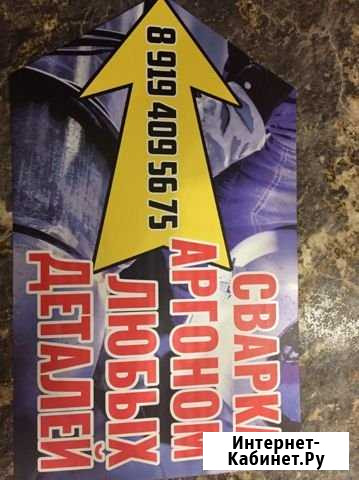 8 919 409 56 75
СВАРКА
АРГОНОМ
ЛЮБЫХ
ДЕТАЛЕЙ
Интернет-
Кабинет.Ру